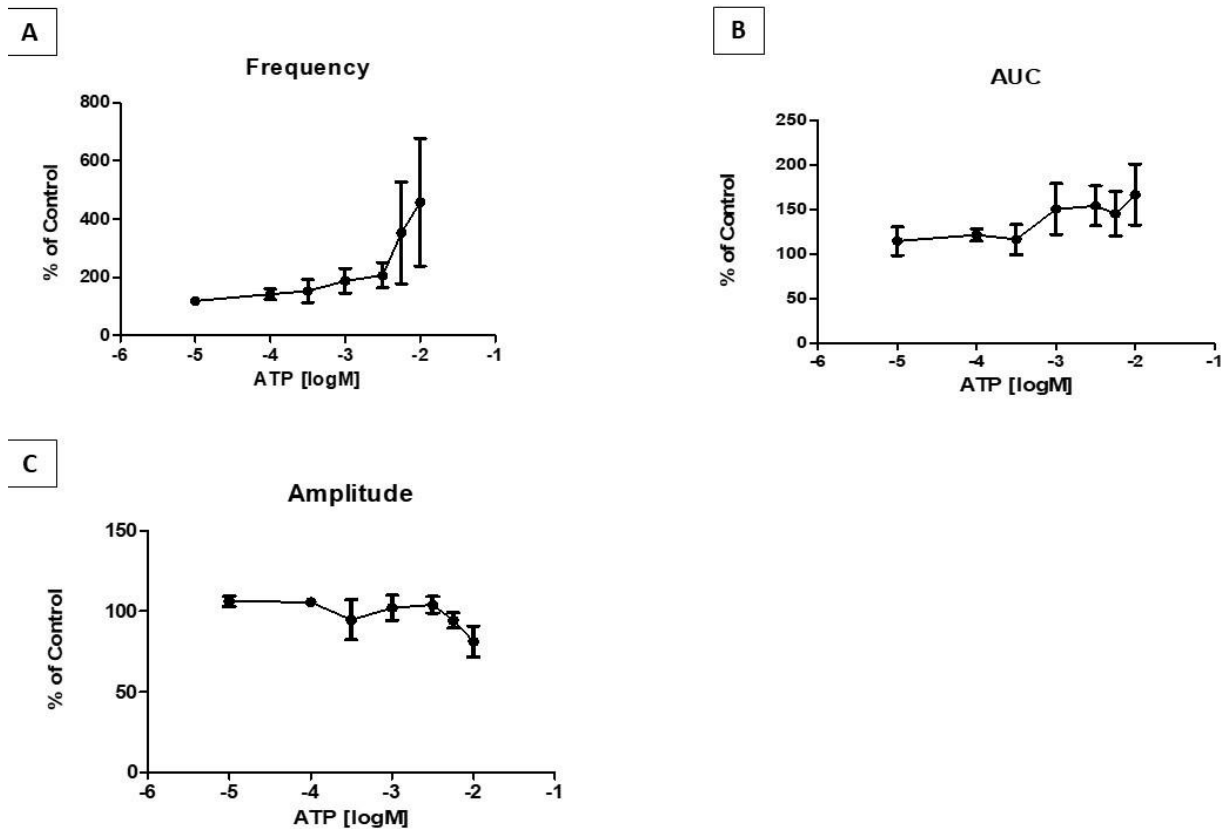 A
Frequency
800
600
400
200
0
% of Control
-6 -5 -4 -3 -2 -1
ATP [logM]
B
AUC
250
200
150
100
50
0
% of Control
-6 -5 -4 -3 -2 -1
ATP [logM]
C
Amplitude
150
100
50
0
% of Control
-6 -5 -4 -3 -2 -1
ATP [logM]